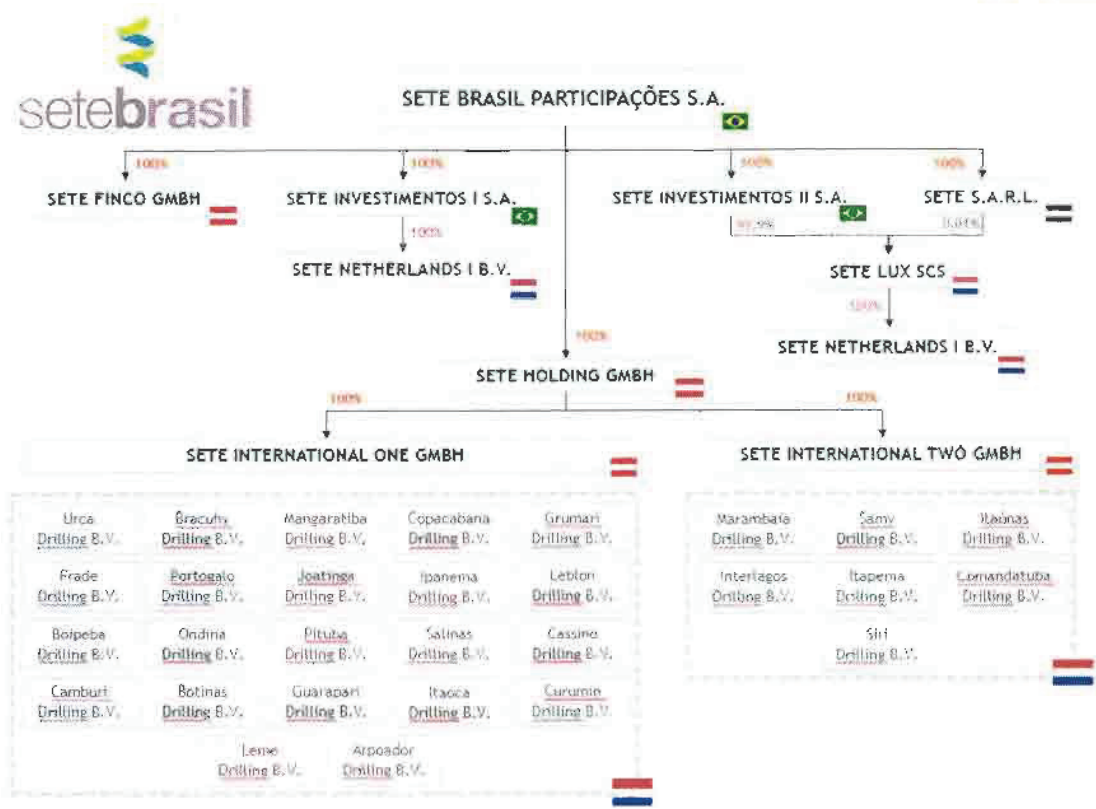 setebrasil
SETE BRASIL PARTICIPAÇÕES S.A.
100% 100% 100% 100%
SETE FINCO GMBH SETE INVESTIMENTOS I S.A. SETE INVESTIMENTOS II S.A. SETE S.A.R.L.
100%
SETE NETHERLANDS I B.V. SETE LUX SCS
100%
100%
SETE NETHERLANDS I B.V.
SETE HOLDING GMBH
100% 100%
SETE INTERNATIONAL ONE GMBH SETE INTERNATIONAL TWO GMBH
Urca Bracuhy Mangaratiba Copacabana Grumari Marambaia Samy Itaúnas
Drilling B.V. Drilling B.V. Drilling B.V. Drilling B.V. Drilling B.V. Drilling B.V. Drilling B.V. Drilling B.V.
Frade Portogalo Joatinga Ipanema Leblon Interlagos Itapema Comandatuba
Drilling B.V. Drilling B.V. Drilling B.V. Drilling B.V. Drilling B.V. Drilling B.V. Drilling B.V. Drilling B.V.
Boipeba Ondina Pituba Salinas Cassino Siri
Drilling B.V. Drilling B.V. Drilling B.V. Drilling B.V. Drilling B.V. Drilling B.V.
Camburi Botinas Guarapari Itaoca Curumim
Drilling B.V. Drilling B.V. Drilling B.V. Drilling B.V. Drilling B.V.
Leme Arpoador
Drilling B.V. Drilling B.V.